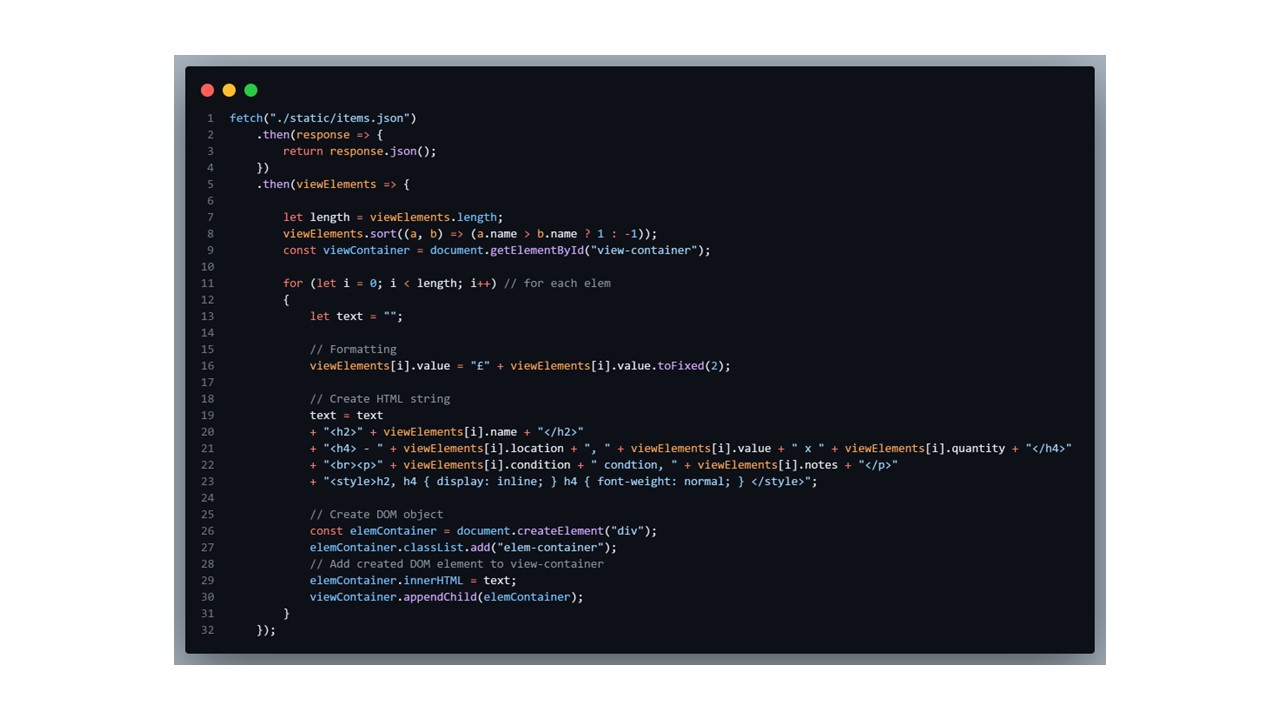 1 fetch("./static/items.json")
2     .then(response => {
3         return response.json();
4     })
5     .then(viewElements => {
6
7         let length = viewElements.length;
8         viewElements.sort((a, b) => (a.name > b.name ? 1 : -1));
9         const viewContainer = document.getElementById("view-container");
10
11         for (let i = 0; i < length; i++) // for each elem
12         {
13             let text = "";
14
15             // Formatting
16             viewElements[i].value = "£" + viewElements[i].value.toFixed(2);
17
18             // Create HTML string
19             text = text
20             + "<h2>" + viewElements[i].name + "</h2>"
21             + "<h4> - " + viewElements[i].location + ", " + viewElements[i].value + " x " + viewElements[i].quantity + "</h4>"
22             + "<br><p>" + viewElements[i].condition + " condtion, " + viewElements[i].notes + "</p>"
23             + "<style>h2, h4 { display: inline; } h4 { font-weight: normal; } </style>";
24
25             // Create DOM object
26             const elemContainer = document.createElement("div");
27             elemContainer.classList.add("elem-container");
28             // Add created DOM element to view-container
29             elemContainer.innerHTML = text;
30             viewContainer.appendChild(elemContainer);
31         }
32     });